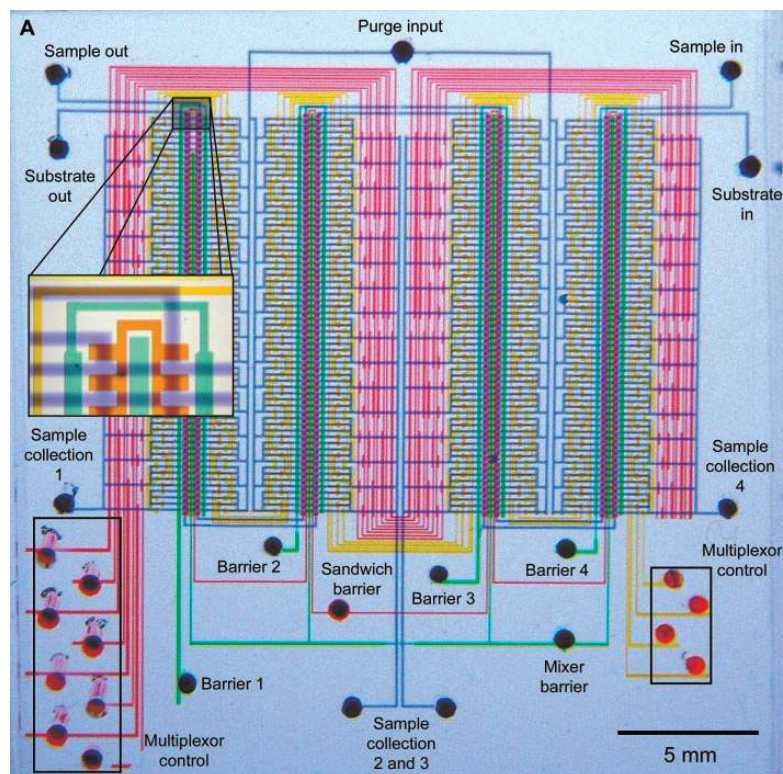 A
Purge input
Sample out
Sample in
Substrate
out
Substrate
in
Sample
collection
1
Sample
collection
4
Barrier 2
Sandwich
barrier
Barrier 3
Barrier 4
Multiplexor
control
Barrier 1
Mixer
barrier
Multiplexor
control
Sample
collection
2 and 3
5 mm